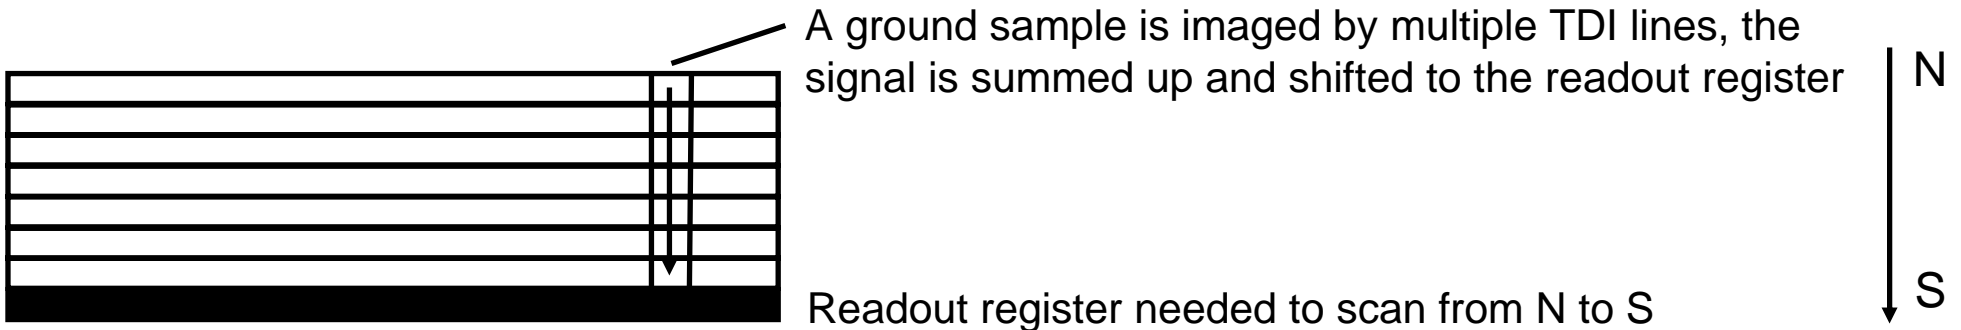 A ground sample is imaged by multiple TDI lines, the
signal is summed up and shifted to the readout register
N
S
Readout register needed to scan from N to S